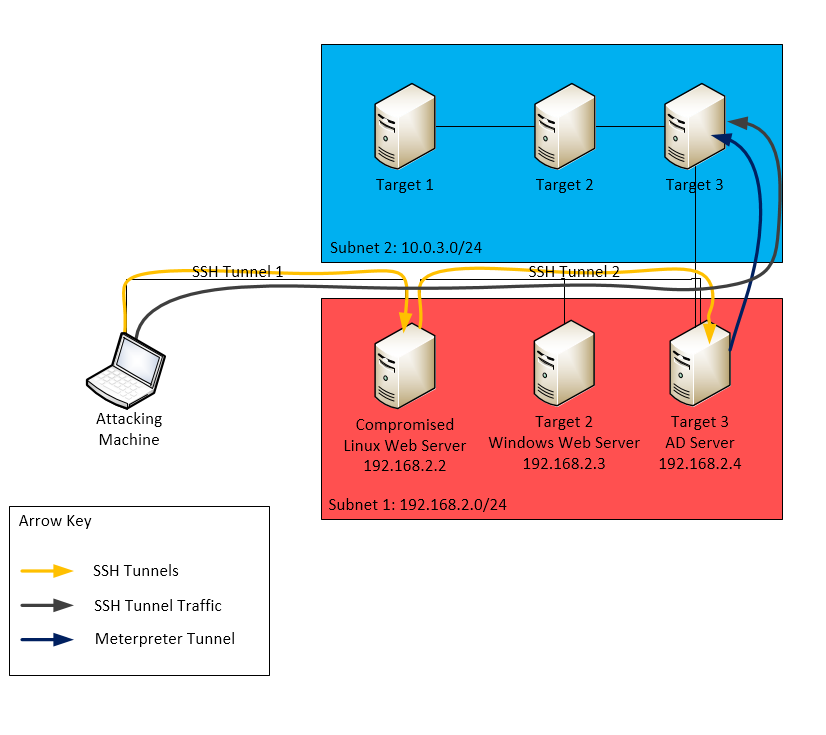 Target 1
Target 2
Target 3
Subnet 2: 10.0.3.0/24
SSH Tunnel 1
SSH Tunnel 2
Attacking
Machine
Compromised
Linux Web Server
192.168.2.2
Target 2
Windows Web Server
192.168.2.3
Target 3
AD Server
192.168.2.4
Subnet 1: 192.168.2.0/24
Arrow Key
SSH Tunnels
SSH Tunnel Traffic
Meterpreter Tunnel